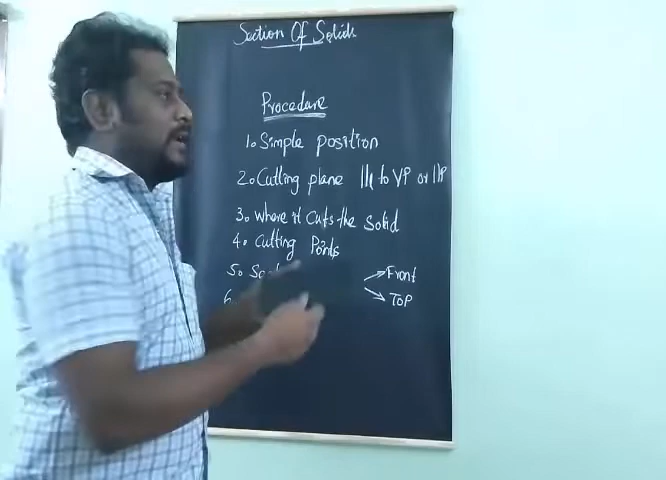 Section Of Solids
Procedure
1. Simple position
2. Cutting plane ||l to VP or HP
3. where it Cuts the Solid
4. Cutting Points
5. Front
6. Top